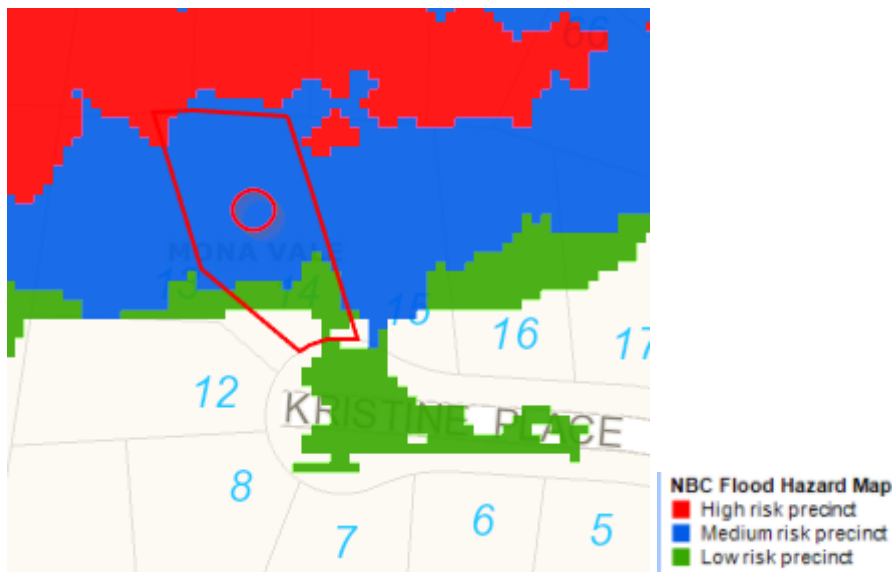 66
MONA VALE
13
14
15
16
17
12
KRISTINE PLACE
8
7
6
5
NBC Flood Hazard Map
High risk precinct
Medium risk precinct
Low risk precinct